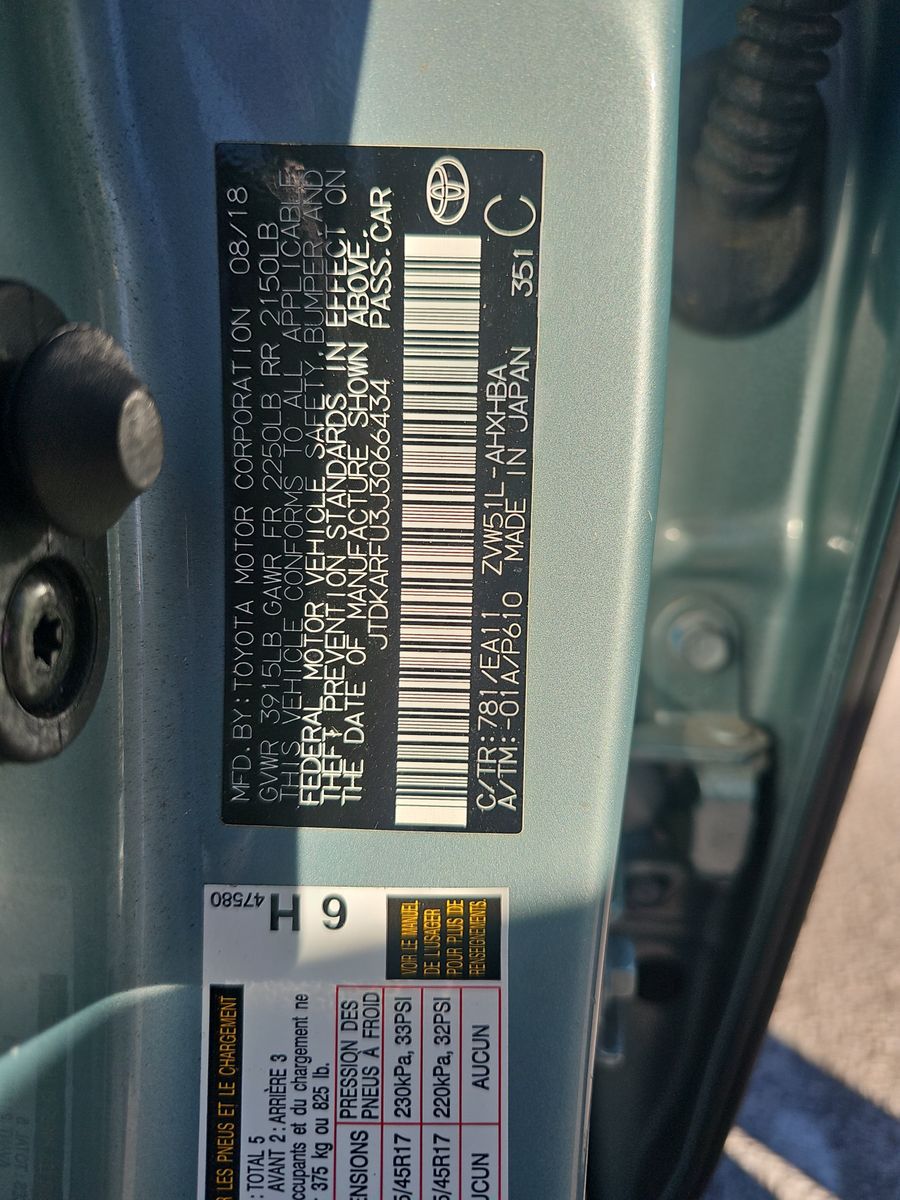 MFD.BY:TOYOTA MOTOR CORPORATION 08/18
GVWR 3915LB GAWR FR 2250LB RR 2150LB
THIS VEHICLE CONFORMS TO ALL APPLICABLE
FEDERAL MOTOR VEHICLE SAFETY, BUMPER, AND
THEFT PREVENTION STANDARDS IN EFFECT ON
THE DATE OF MANUFACTURE SHOWN ABOVE.
JTDKARFU3J3066434 PASS.CAR
C/TR:781/EA11 ZVW51L-AHXHBA 351 C
A/TM:-01A/P610 MADE IN JAPAN
47580
H 6
VOIR LE MANUEL
DE L'USAGER
POUR PLUS DE
RENSEIGNEMENTS.
LES PNEUS ET LE CHARGEMENT
: TOTAL 5
AVANT 2 : ARRIÈRE 3
et du chargement ne
375 kg ou 825 lb.
PRESSION DES
PNEUS À FROID
/45R17 230kPa, 33PSI
/45R17 220kPa, 32PSI
AUCUN